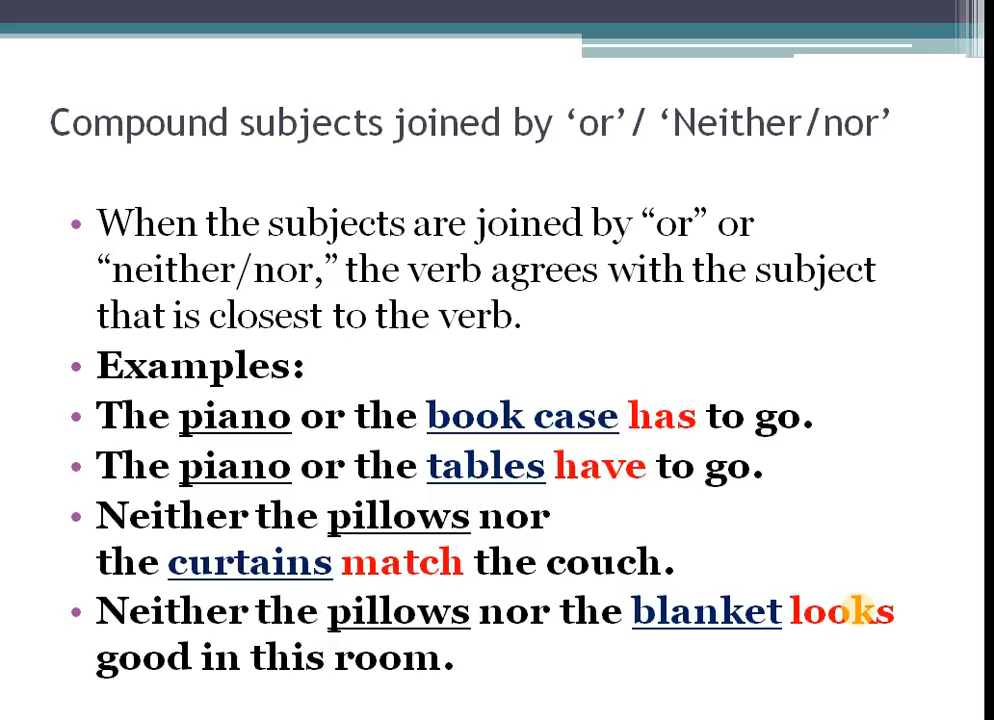 Compound subjects joined by ‘or’/ ‘Neither/nor’
• When the subjects are joined by “or” or
“neither/nor,” the verb agrees with the subject
that is closest to the verb.
• Examples:
• The piano or the book case has to go.
• The piano or the tables have to go.
• Neither the pillows nor
the curtains match the couch.
• Neither the pillows nor the blanket looks
good in this room.